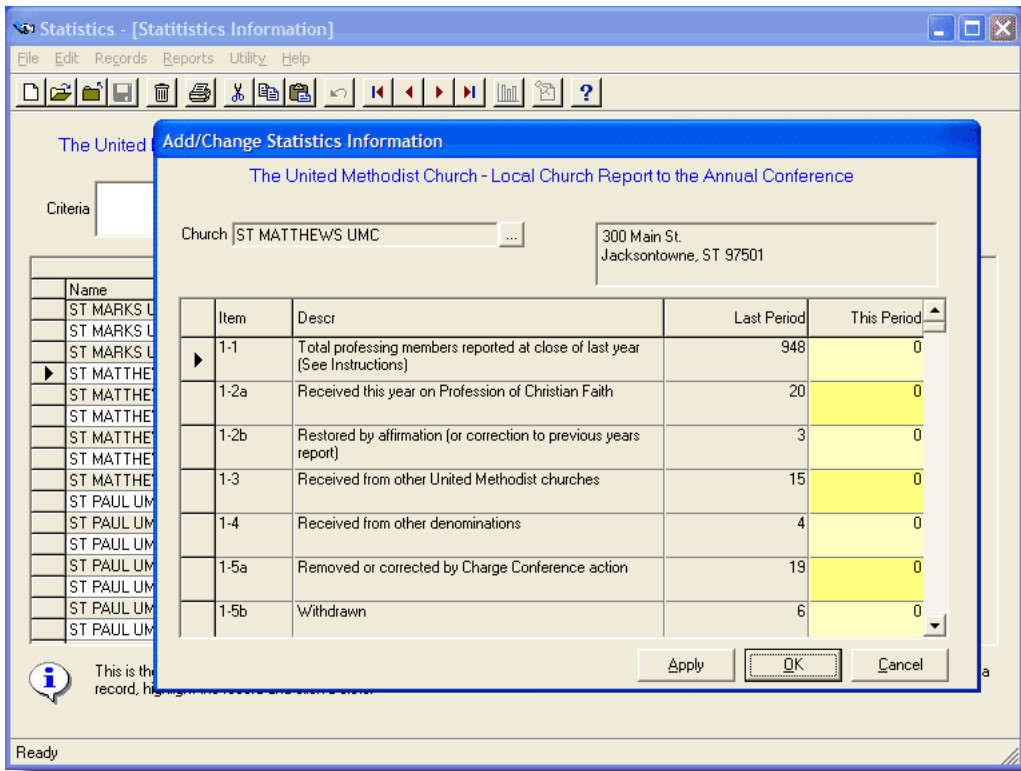 Statistics - [Statitistics Information]
File Edit Records Reports Utility Help
?
The United
Criteria
Name
ST MARKS U
ST MARKS U
ST MARKS U
ST MATTHE
ST MATTHE
ST MATTHE
ST MATTHE
ST MATTHE
ST MATTHE
ST PAUL UM
ST PAUL UM
ST PAUL UM
ST PAUL UM
ST PAUL UM
ST PAUL UM
ST PAUL UM
Add/Change Statistics Information
The United Methodist Church - Local Church Report to the Annual Conference
Church ST MATTHEWS UMC ...
300 Main St.
Jacksontowne, ST 97501
Item Descr Last Period This Period
1-1 Total professing members reported at close of last year 948 0
(See Instructions)
1-2a Received this year on Profession of Christian Faith 20 0
1-2b Restored by affirmation (or correction to previous years 3 0
report)
1-3 Received from other United Methodist churches 15 0
1-4 Received from other denominations 4 0
1-5a Removed or corrected by Charge Conference action 19 0
1-5b Withdrawn 6 0
Apply OK Cancel
This is the a
record,
Ready